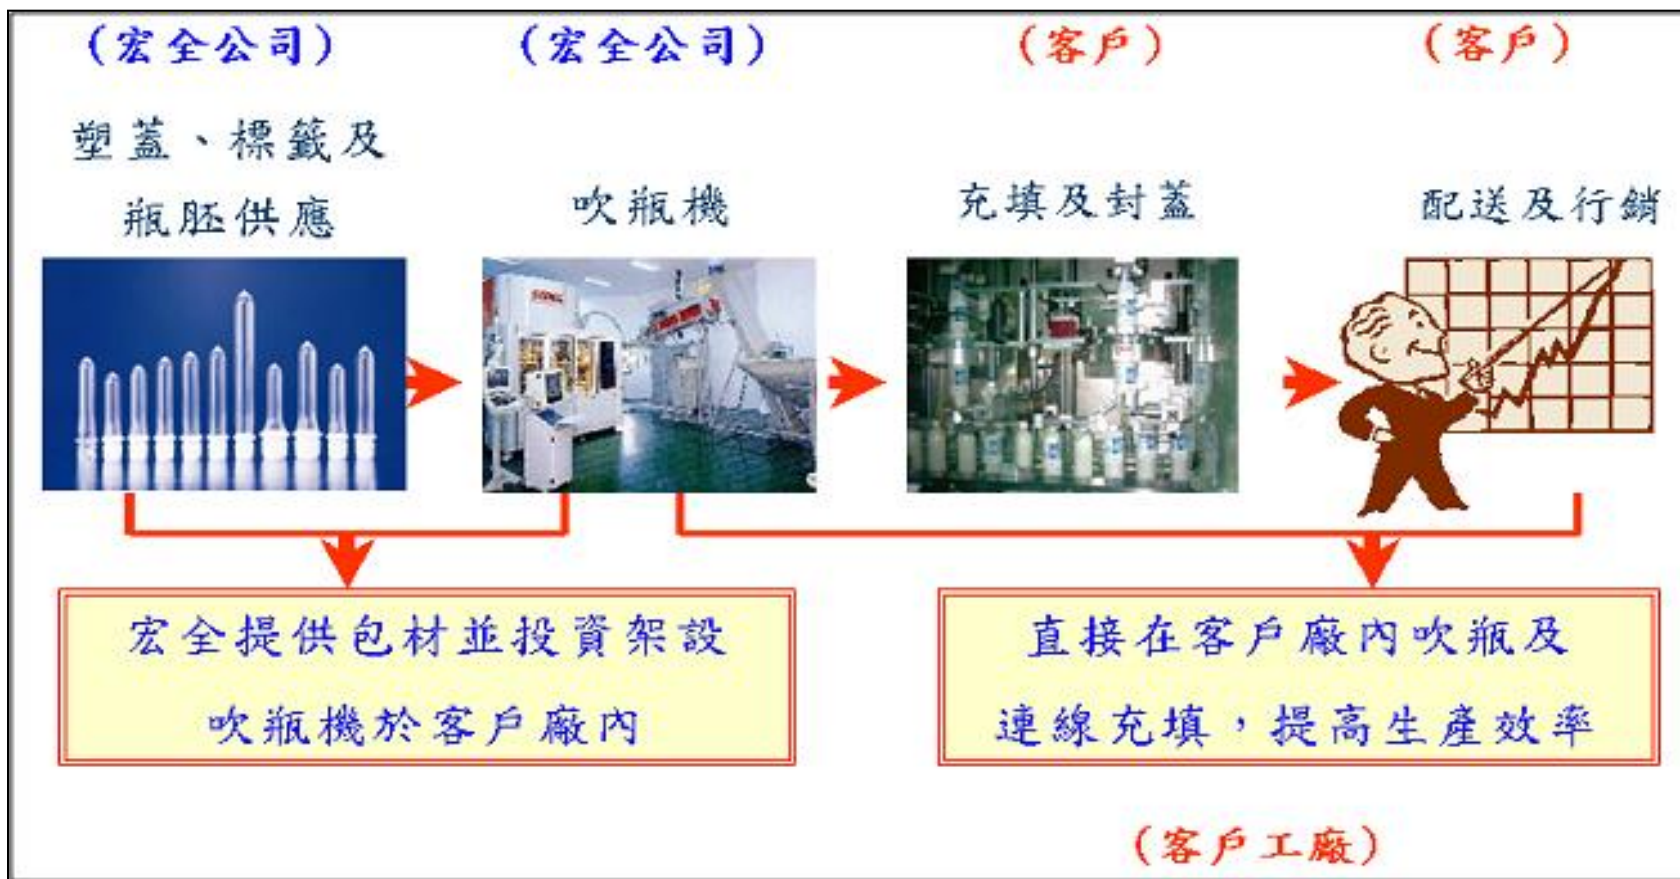 (宏全公司)
(宏全公司)
(客戶)
(客戶)
塑蓋、標籤及
瓶胚供應
吹瓶機
充填及封蓋
配送及行銷
宏全提供包材並投資架設
吹瓶機於客戶廠內
直接在客戶廠內吹瓶及
連線充填，提高生產效率
(客戶工廠)